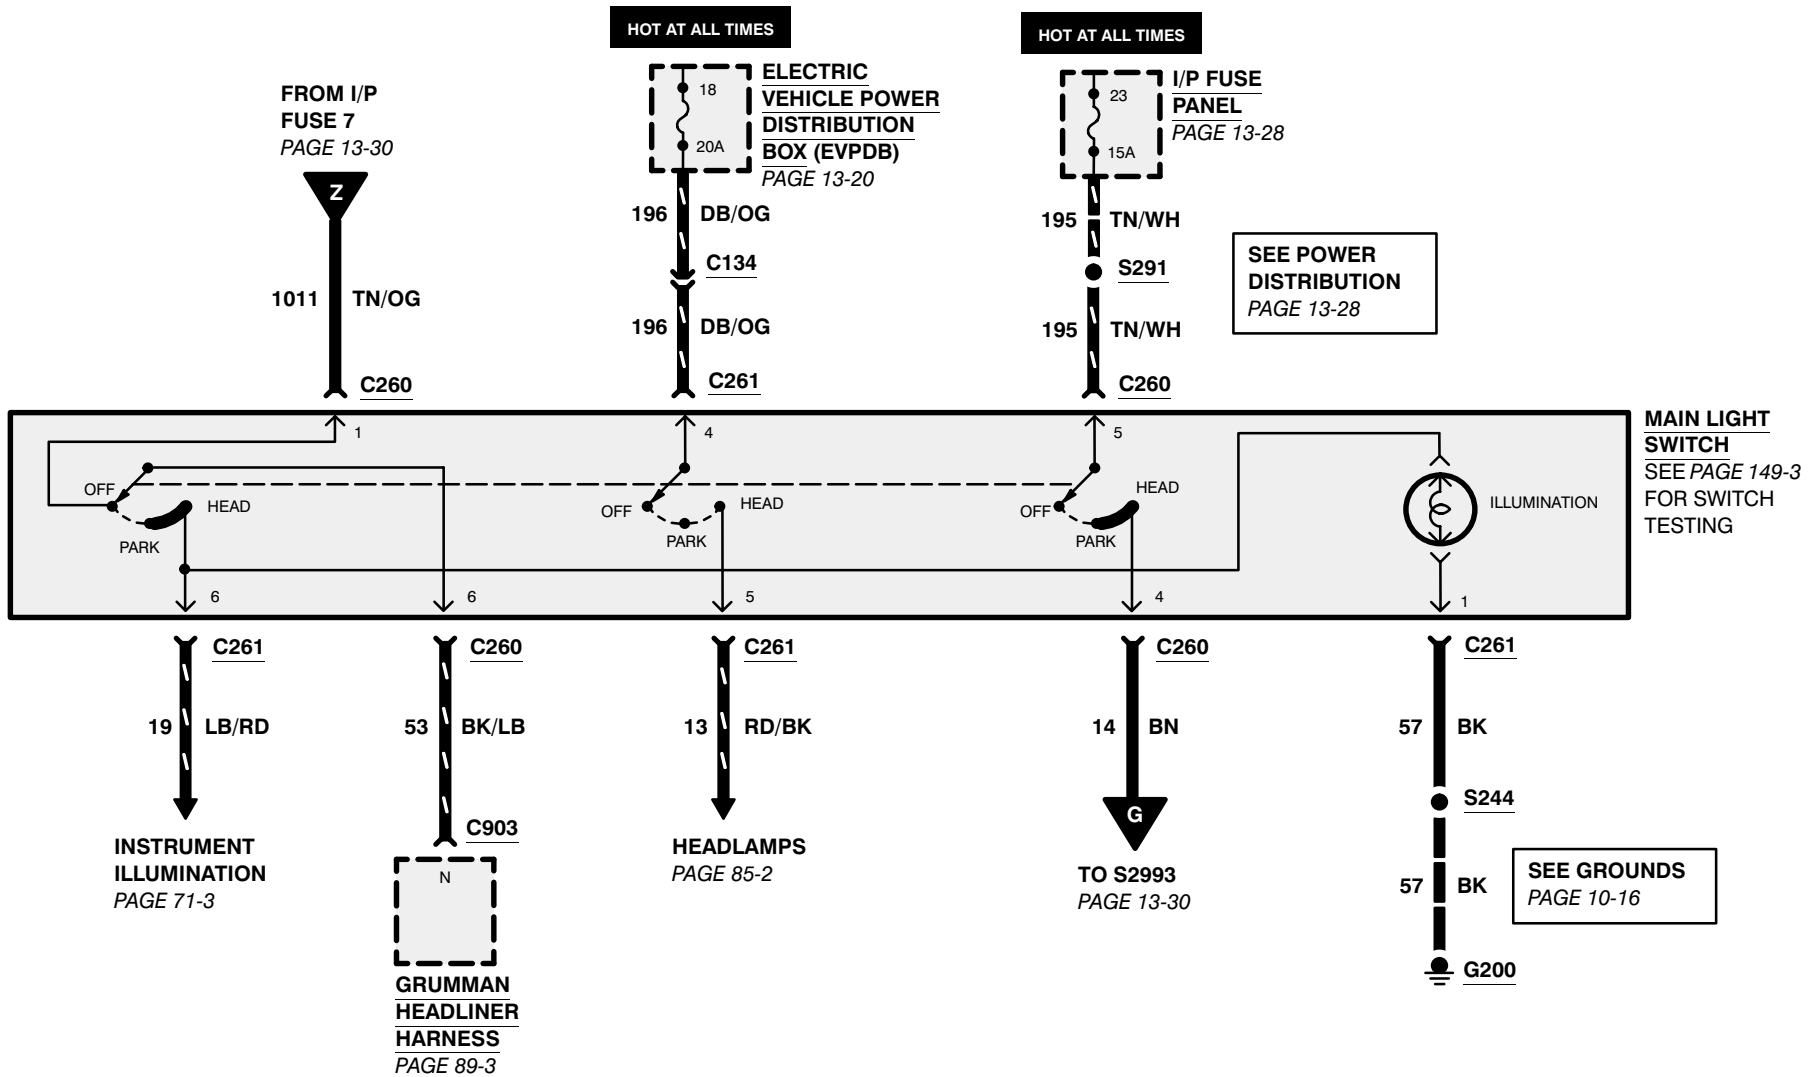 HOT AT ALL TIMES
HOT AT ALL TIMES
FROM I/P
FUSE 7
PAGE 13-30
Z
18
20A
ELECTRIC
VEHICLE POWER
DISTRIBUTION
BOX (EVPDB)
PAGE 13-20
23
15A
I/P FUSE
PANEL
PAGE 13-28
196 DB/OG
195 TN/WH
C134
S291
SEE POWER
DISTRIBUTION
PAGE 13-28
1011 TN/OG
196 DB/OG
195 TN/WH
C260
C261
C260
1
4
5
MAIN LIGHT
SWITCH
SEE PAGE 149-3
FOR SWITCH
TESTING
OFF
HEAD
PARK
OFF
HEAD
PARK
OFF
HEAD
PARK
ILLUMINATION
6
6
5
4
1
C261
C260
C261
C260
C261
19 LB/RD
53 BK/LB
13 RD/BK
14 BN
57 BK
S244
C903
G
INSTRUMENT
ILLUMINATION
PAGE 71-3
N
HEADLAMPS
PAGE 85-2
TO S2993
PAGE 13-30
57 BK
SEE GROUNDS
PAGE 10-16
G200
GRUMMAN
HEADLINER
HARNESS
PAGE 89-3